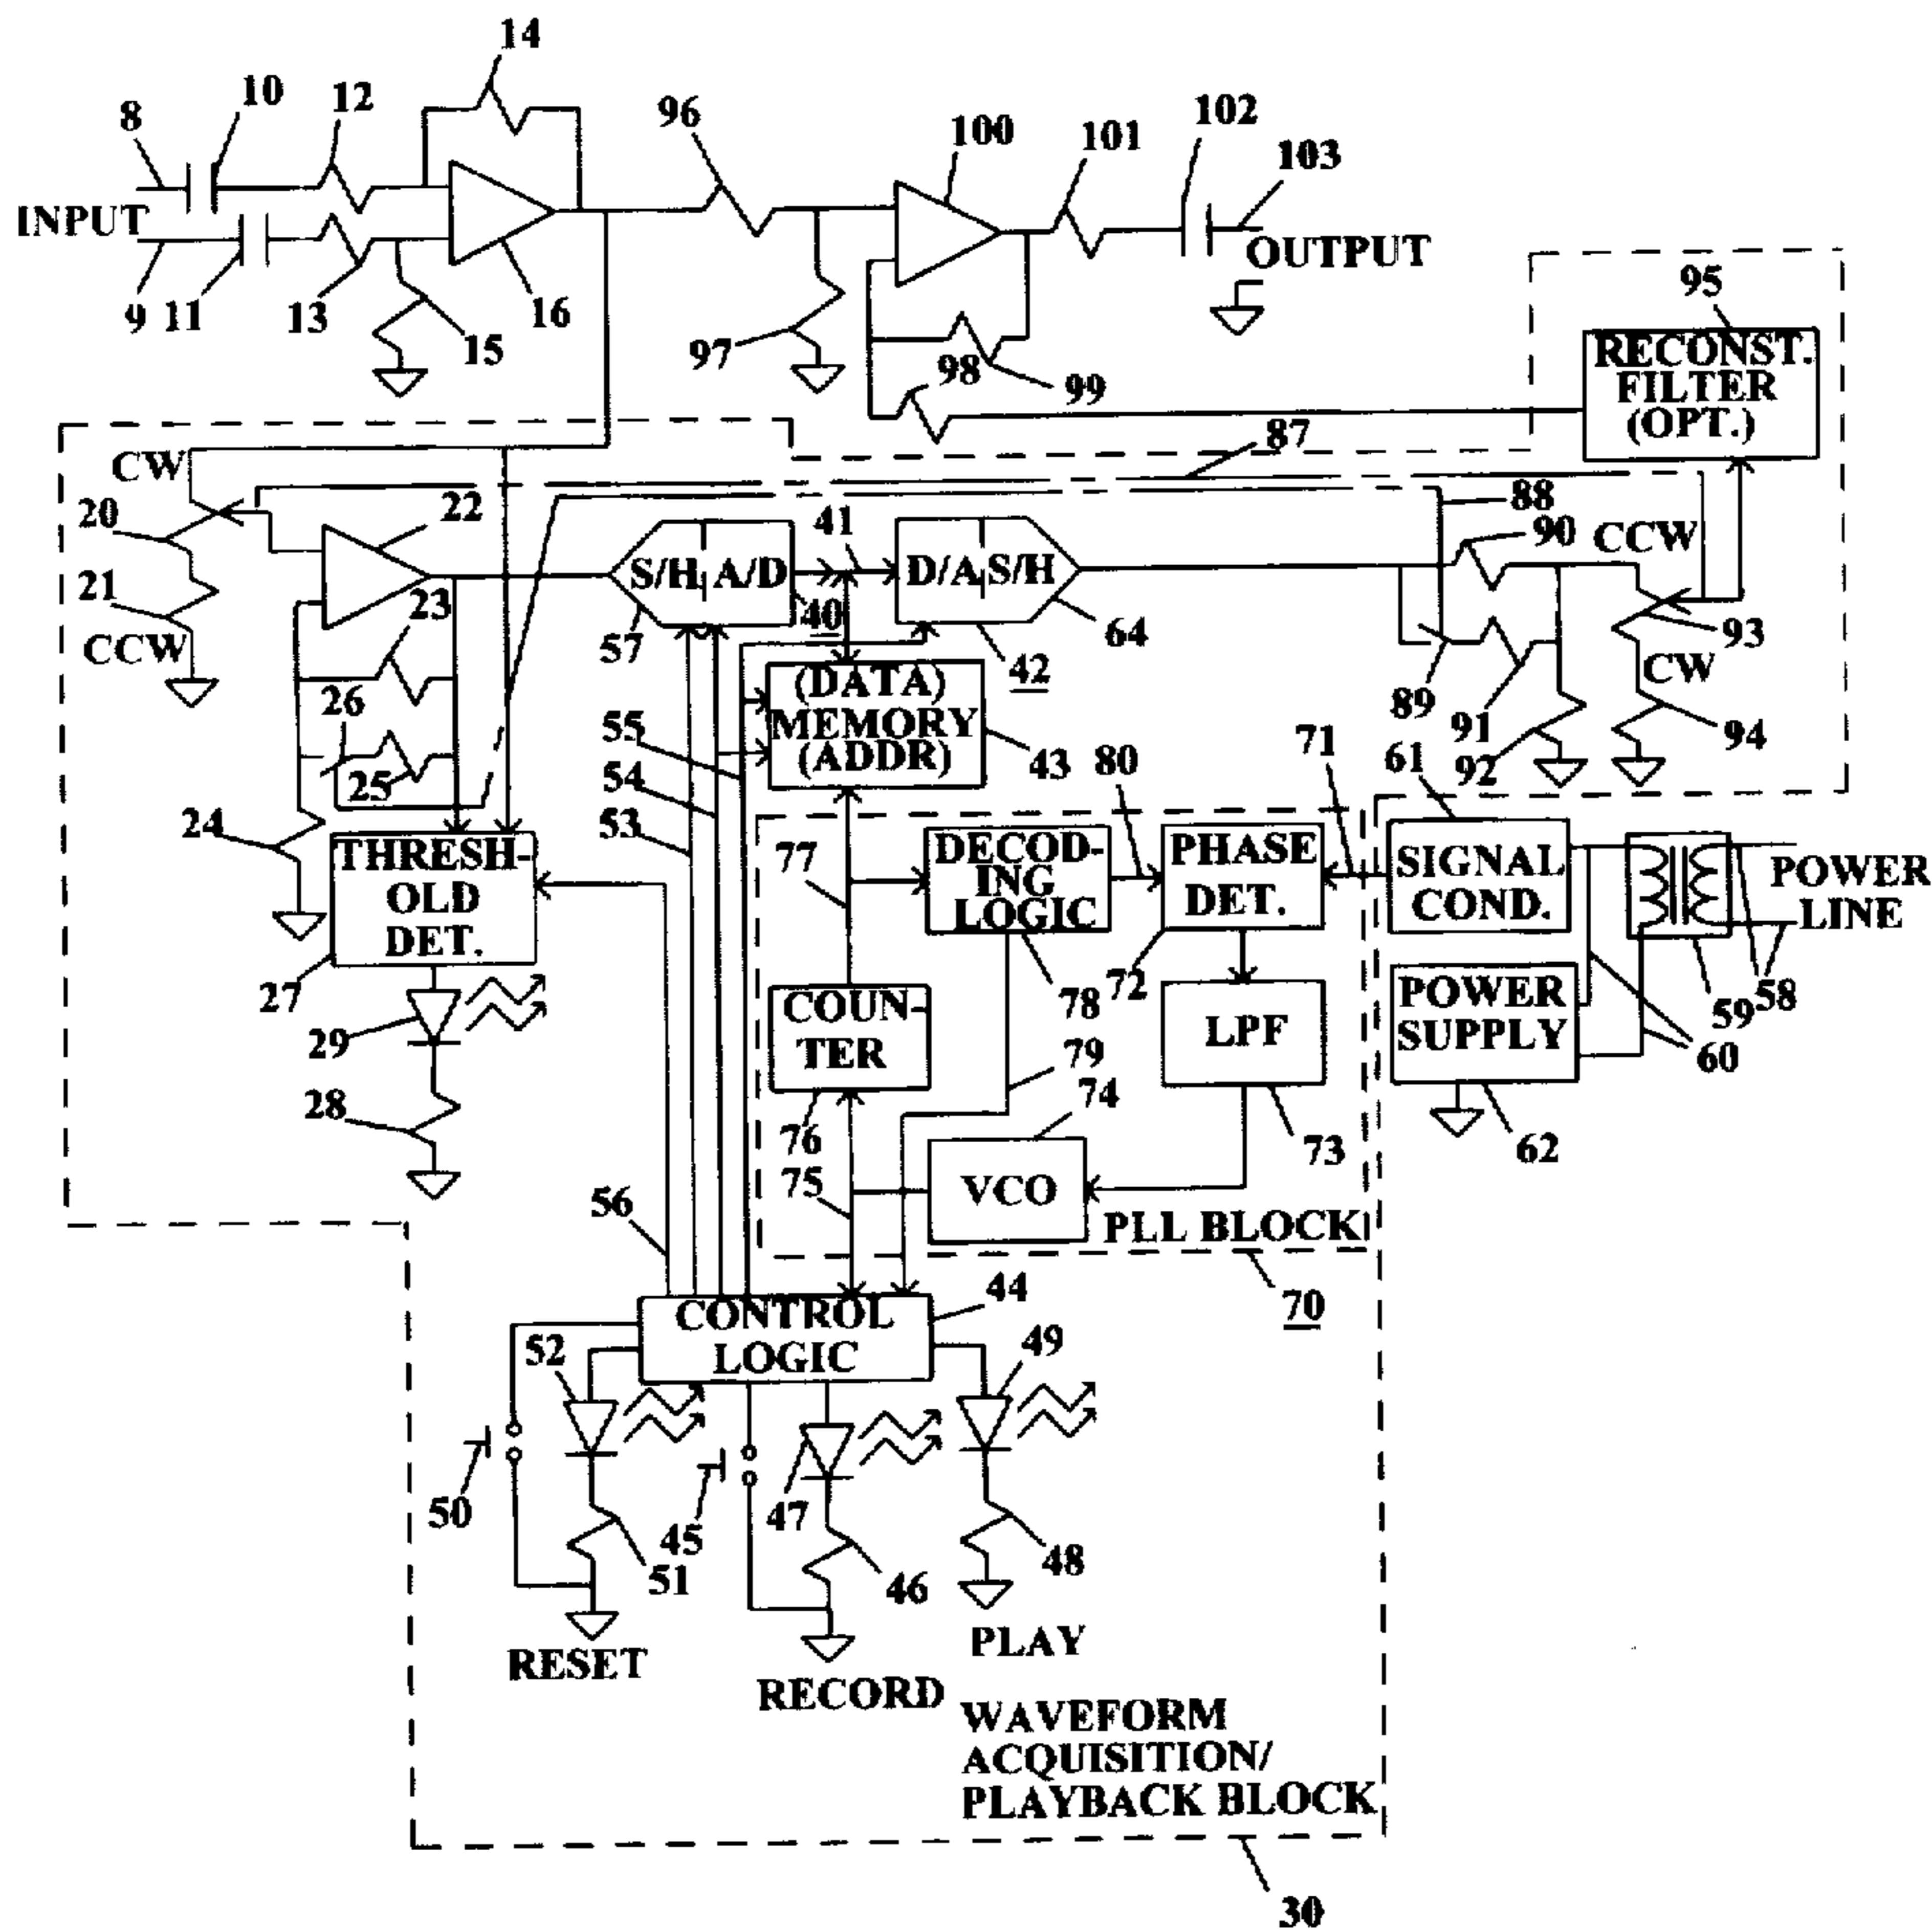 14
10
12
8
96
100
101
102
103
INPUT
OUTPUT
9
11
13
15
16
97
98
99
95
RECONST.
FILTER
(OPT.)
87
CW
20
22
41
88
90
CCW
S/H
A/D
D/A
S/H
21
23
40
57
64
93
CCW
42
CW
26
(DATA)
MEMORY
(ADDR)
89
91
94
55
25
54
43
80
71
61
92
24
53
77
THRESH-
OLD
DET.
DECOD-
ING
LOGIC
PHASE
DET.
SIGNAL
COND.
POWER
LINE
27
72
78
COUN-
TER
LPF
POWER
SUPPLY
59
58
29
79
60
28
74
76
73
62
75
VCO
56
PLL BLOCK
44
70
CONTROL
LOGIC
52
49
50
45
47
51
46
48
RESET
PLAY
RECORD
WAVEFORM
ACQUISITION/
PLAYBACK BLOCK
30